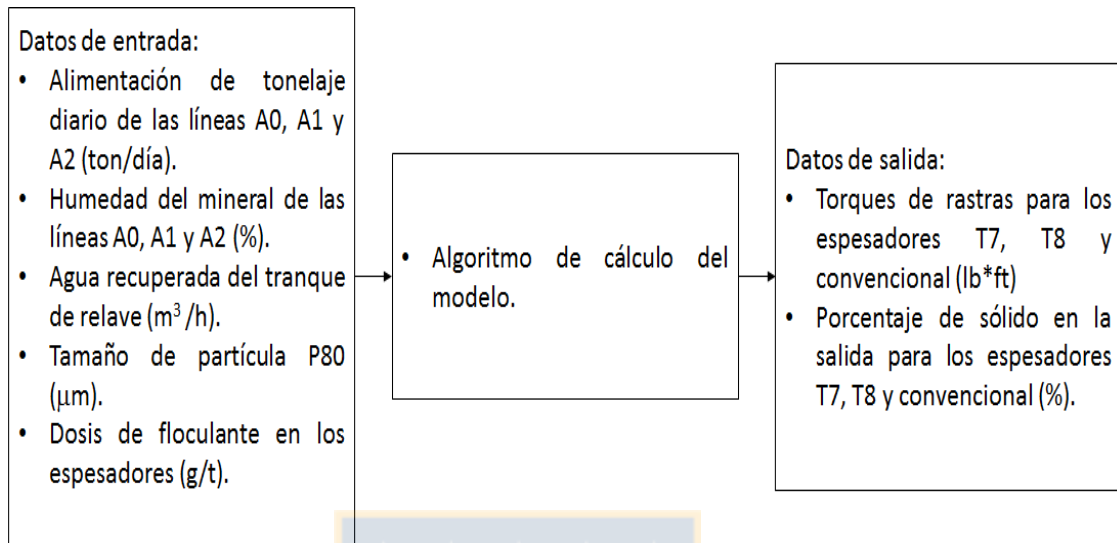 Datos de entrada:
• Alimentación de tonelaje
diario de las líneas A0, A1 y
A2 (ton/día).
• Humedad del mineral de las
líneas A0, A1 y A2 (%).
• Agua recuperada del tranque
de relave (m³/h).
• Tamaño de partícula P80
(μm).
• Dosis de floculante en los
espesadores (g/t).
• Algoritmo de cálculo del
modelo.
Datos de salida:
• Torques de rastras para los
espesadores T7, T8 y
convencional (lb*ft)
• Porcentaje de sólido en la
salida para los espesadores
T7, T8 y convencional (%).